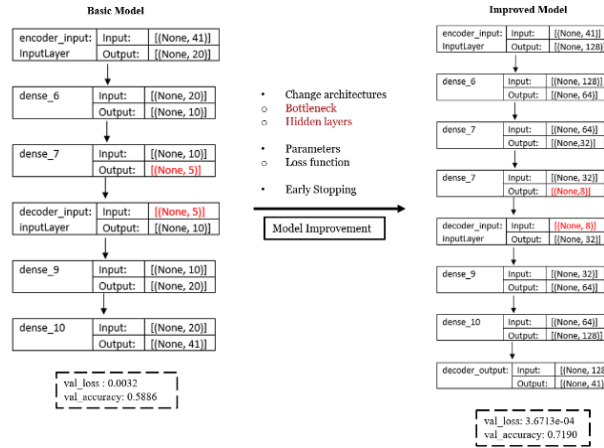 Basic Model
encoder_input: Input: [(None, 41)]
InputLayer Output: [(None, 20)]
dense_6 Input: [(None, 20)]
Output: [(None, 10)]
dense_7 Input: [(None, 10)]
Output: [(None, 5)]
decoder_input: Input: [(None, 5)]
inputLayer Output: [(None, 10)]
dense_9 Input: [(None, 10)]
Output: [(None, 20)]
dense_10 Input: [(None, 20)]
Output: [(None, 41)]
val_loss : 0.0032
val_accuracy: 0.5886
• Change architectures
o Bottleneck
o Hidden layers
• Parameters
o Loss function
• Early Stopping
Model Improvement
Improved Model
encoder_input: Input: [(None, 41)]
InputLayer Output: [(None, 128)]
dense_6 Input: [(None, 128)]
Output: [(None, 64)]
dense_7 Input: [(None, 64)]
Output: [(None,32)]
dense_7 Input: [(None, 32)]
Output: [(None,8)]
decoder_input: Input: [(None, 8)]
inputLayer Output: [(None, 32)]
dense_9 Input: [(None, 32)]
Output: [(None, 64)]
dense_10 Input: [(None, 64)]
Output: [(None, 128)]
decoder_output: Input: [(None, 128
Output: [(None, 41)
val_loss: 3.6713e-04
val_accuracy: 0.7190